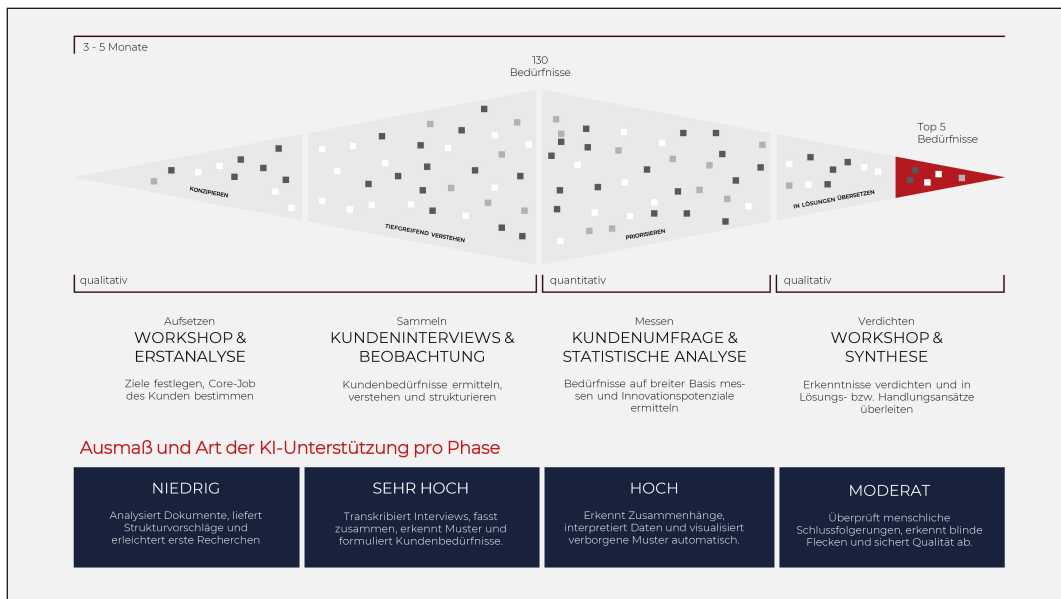 3 - 5 Monate
130
Bedürfnisse
Top 5
Bedürfnisse
KONZIPIEREN
TIEFGREIFEND VERSTEHEN
PRIORISIEREN
IN LÖSUNGEN ÜBERSETZEN
qualitativ
quantitativ
qualitativ
Aufsetzen
WORKSHOP &
ERSTANALYSE
Ziele festlegen, Core-Job
des Kunden bestimmen
Sammeln
KUNDENINTERVIEWS &
BEOBACHTUNG
Kundenbedürfnisse ermitteln,
verstehen und strukturieren
Messen
KUNDENUMFRAGE &
STATISTISCHE ANALYSE
Bedürfnisse auf breiter Basis mes-
sen und Innovationspotenziale
ermitteln
Verdichten
WORKSHOP &
SYNTHESE
Erkenntnisse verdichten und in
Lösungs- bzw. Handlungsansätze
überleiten
Ausmaß und Art der KI-Unterstützung pro Phase
NIEDRIG
Analysiert Dokumente, liefert
Strukturvorschläge und
erleichtert erste Recherchen
SEHR HOCH
Transkribiert Interviews, fasst
zusammen, erkennt Muster und
formuliert Kundenbedürfnisse.
HOCH
Erkennt Zusammenhänge,
interpretiert Daten und visualisiert
verborgene Muster automatisch.
MODERAT
Überprüft menschliche
Schlussfolgerungen, erkennt blinde
Flecken und sichert Qualität ab.